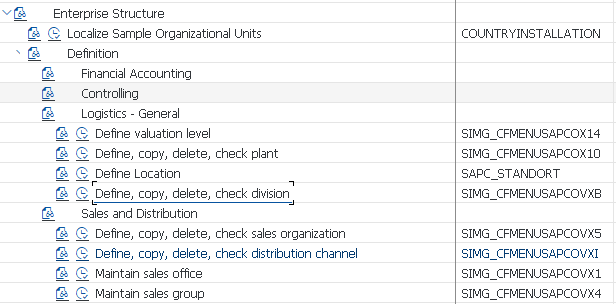 Enterprise Structure
Localize Sample Organizational Units COUNTRYINSTALLATION
Definition
Financial Accounting
Controlling
Logistics - General
Define valuation level SIMG_CFMENUSAPCOX14
Define, copy, delete, check plant SIMG_CFMENUSAPCOX10
Define Location SAPC_STANDORT
Define, copy, delete, check division SIMG_CFMENUSAPCOVXB
Sales and Distribution
Define, copy, delete, check sales organization SIMG_CFMENUSAPCOVX5
Define, copy, delete, check distribution channel SIMG_CFMENUSAPCOVXI
Maintain sales office SIMG_CFMENUSAPCOVX1
Maintain sales group SIMG_CFMENUSAPCOVX4